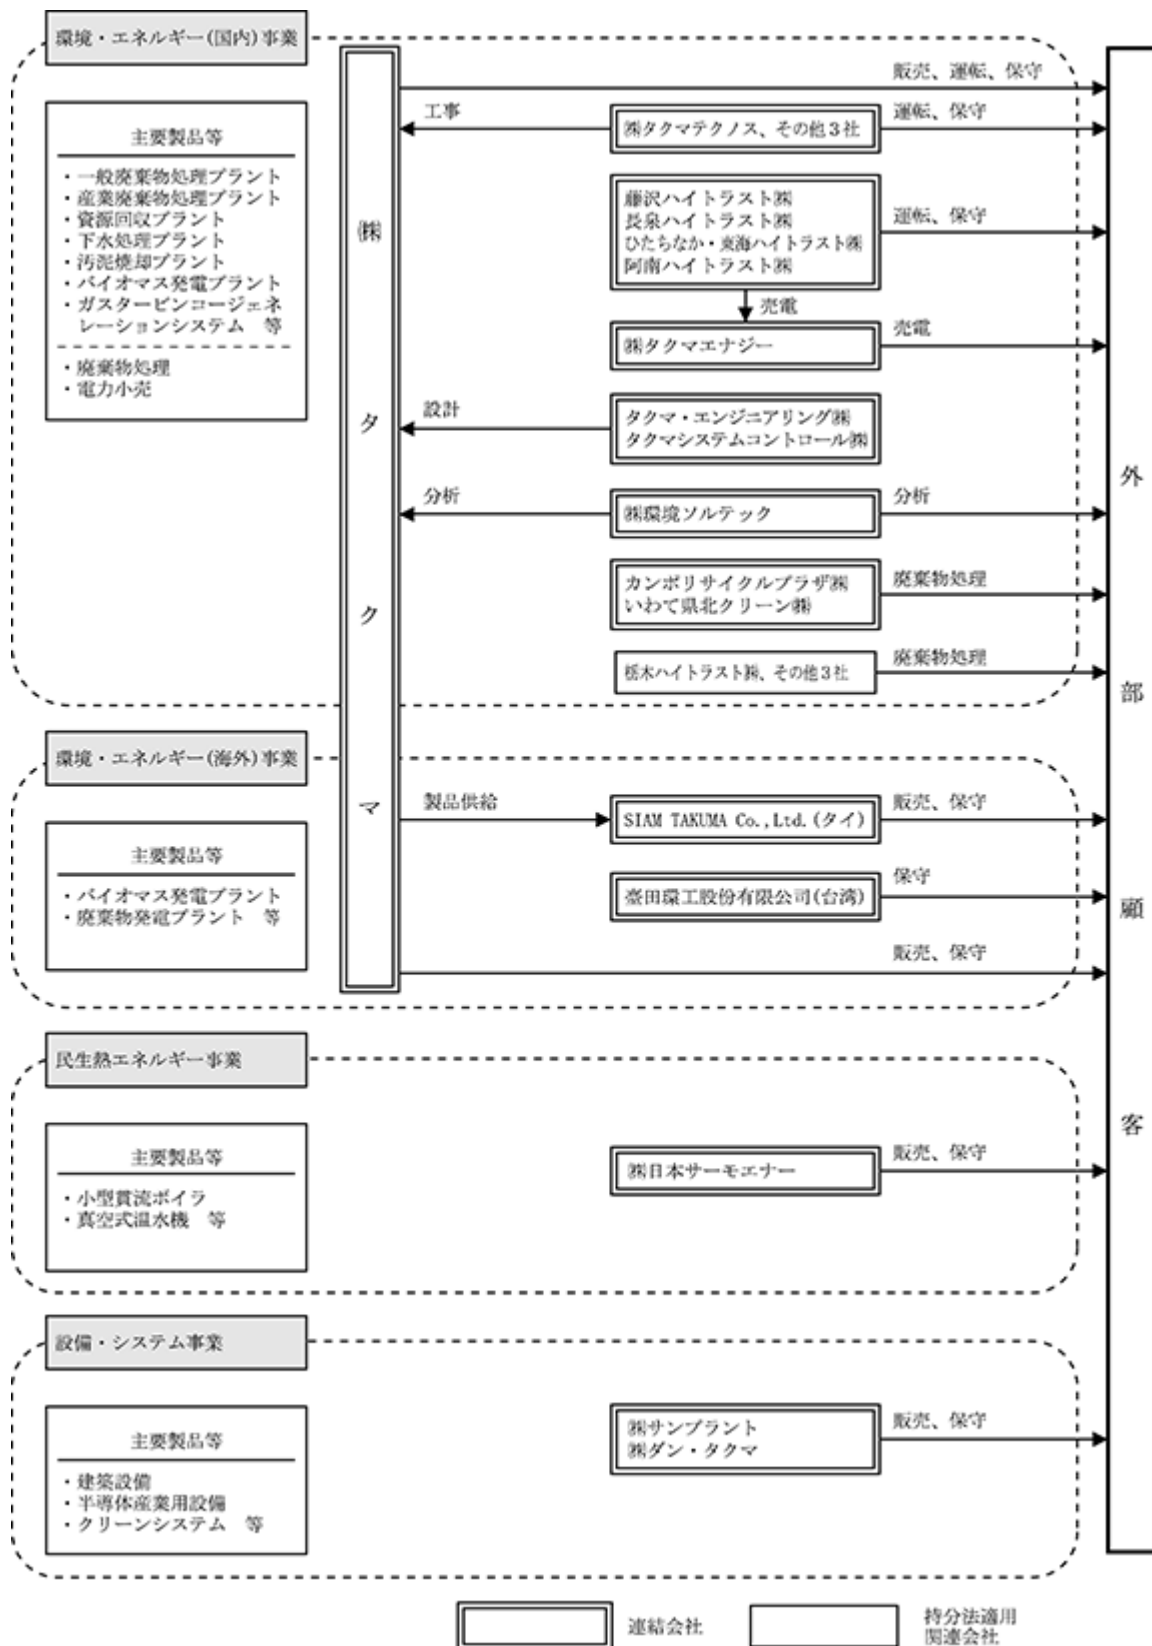 環境・エネルギー(国内)事業
主要製品等
・一般廃棄物処理プラント
・産業廃棄物処理プラント
・資源回収プラント
・下水処理プラント
・汚泥焼却プラント
・バイオマス発電プラント
・ガスタービンコージェネ
レーションシステム 等
・廃棄物処理
・電力小売
㈱タクマ
販売、運転、保守
工事
㈱タクマテクノス、その他3社
運転、保守
藤沢ハイトラスト㈱
長泉ハイトラスト㈱
ひたちなか・東海ハイトラスト㈱
阿南ハイトラスト㈱
運転、保守
売電
㈱タクマエナジー
売電
設計
タクマ・エンジニアリング㈱
タクマシステムコントロール㈱
分析
㈱環境ソルテック
分析
カンポリサイクルプラザ㈱
いわて県北クリーン㈱
廃棄物処理
栃木ハイトラスト㈱、その他3社
廃棄物処理
外部顧客
環境・エネルギー(海外)事業
主要製品等
・バイオマス発電プラント
・廃棄物発電プラント 等
製品供給
SIAM TAKUMA Co.,Ltd.(タイ)
販売、保守
臺田環工股份有限公司(台湾)
保守
販売、保守
民生熱エネルギー事業
主要製品等
・小型貫流ボイラ
・真空式温水機 等
㈱日本サーモエナー
販売、保守
設備・システム事業
主要製品等
・建築設備
・半導体産業用設備
・クリーンシステム 等
㈱サンプラント
㈱ダン・タクマ
販売、保守
連結会社
持分法適用
関連会社